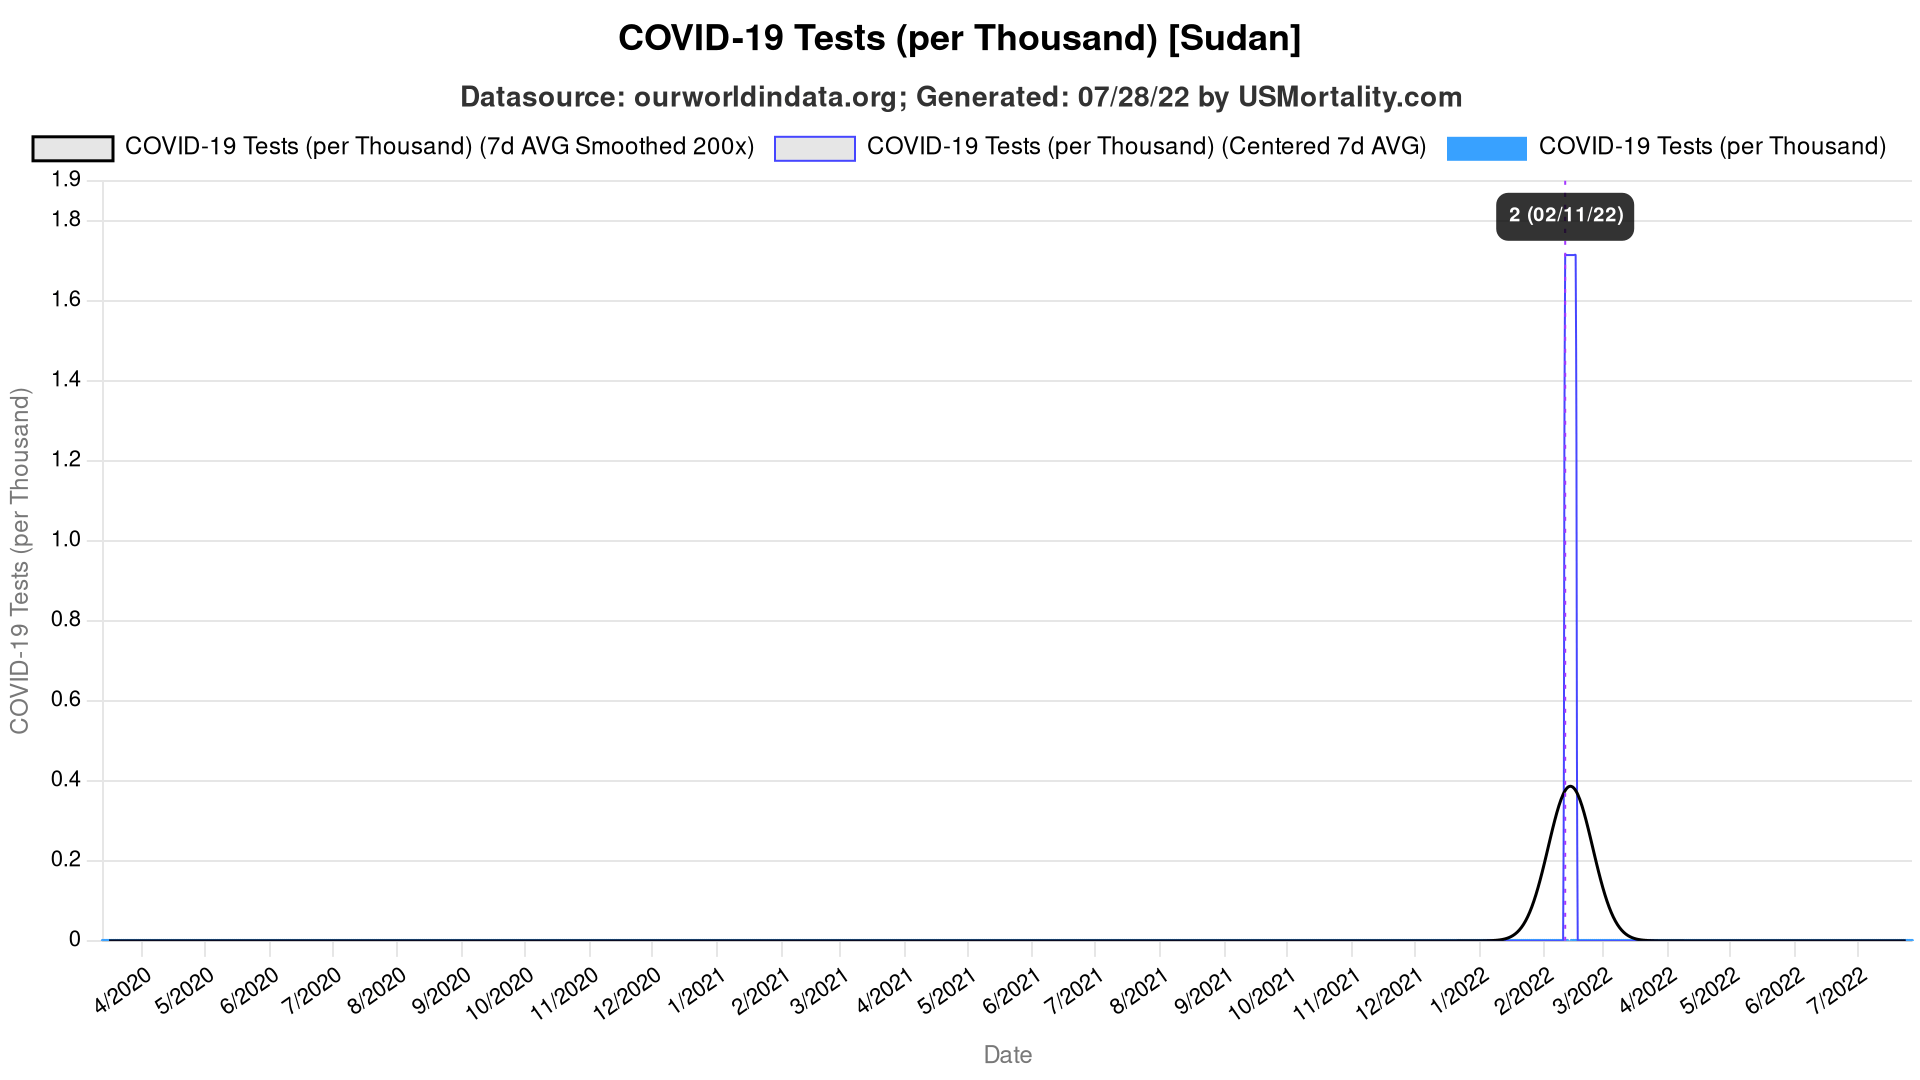 COVID-19 Tests (per Thousand) [Sudan]
Datasource: ourworldindata.org; Generated: 07/28/22 by USMortality.com
COVID-19 Tests (per Thousand) (7d AVG Smoothed 200x) COVID-19 Tests (per Thousand) (Centered 7d AVG) COVID-19 Tests (per Thousand)
1.9
1.8
1.6
1.4
1.2
1.0
0.8
0.6
0.4
0.2
0
COVID-19 Tests (per Thousand)
2 (02/11/22)
4/2020 5/2020 6/2020 7/2020 8/2020 9/2020 10/2020 11/2020 12/2020 1/2021 2/2021 3/2021 4/2021 5/2021 6/2021 7/2021 8/2021 9/2021 10/2021 11/2021 12/2021 1/2022 2/2022 3/2022 4/2022 5/2022 6/2022 7/2022
Date